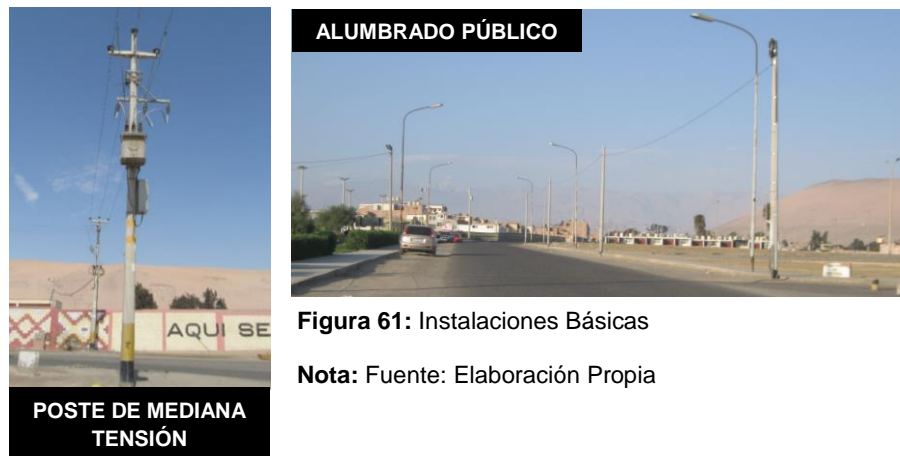 ALUMBRADO PÚBLICO
AQUI SE
POSTE DE MEDIANA
TENSIÓN
Figura 61: Instalaciones Básicas
Nota: Fuente: Elaboración Propia